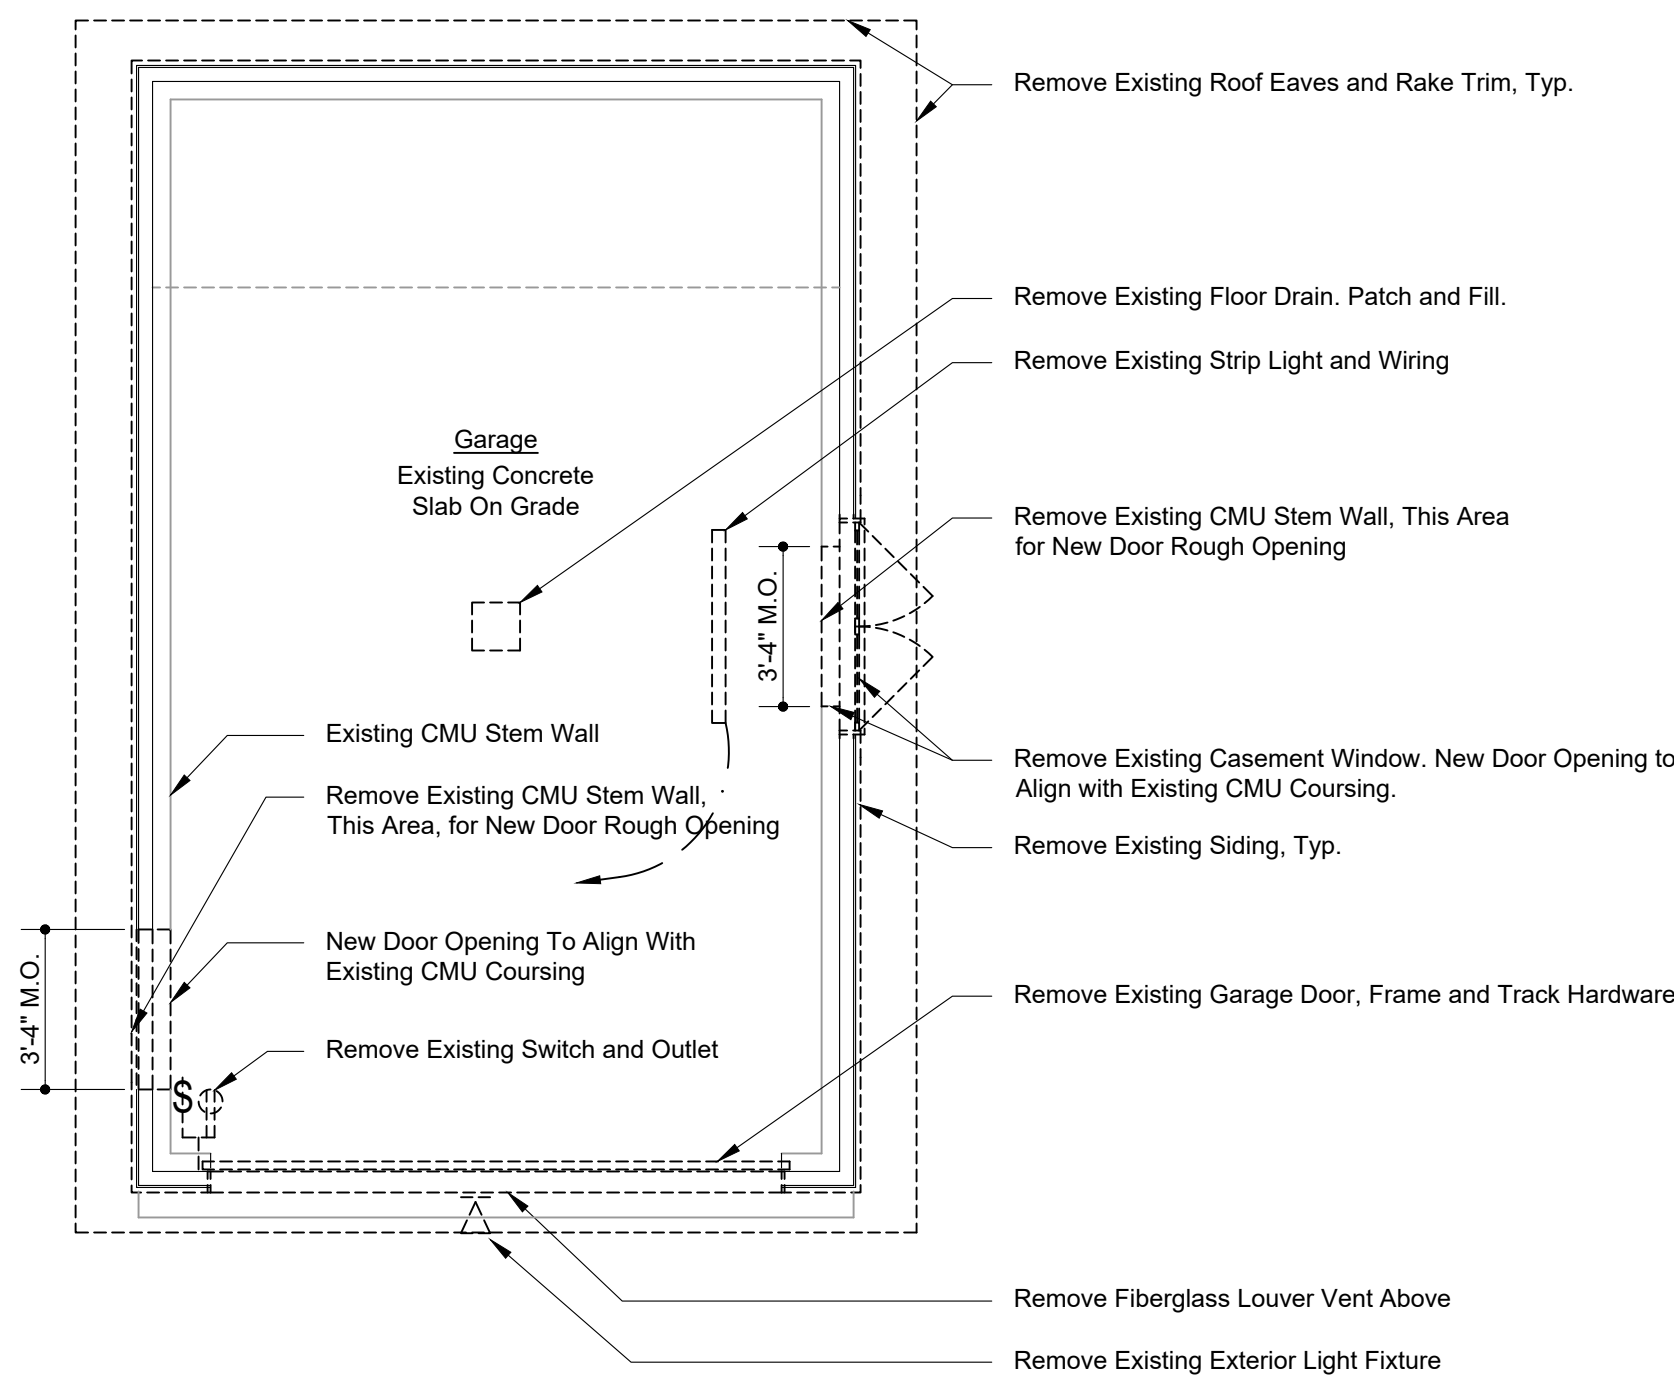 Remove Existing Roof Eaves and Rake Trim, Typ.
Remove Existing Floor Drain. Patch and Fill.
Remove Existing Strip Light and Wiring
Garage
Existing Concrete
Slab On Grade
Remove Existing CMU Stem Wall, This Area
for New Door Rough Opening
3'-4" M.O.
Existing CMU Stem Wall
Remove Existing Casement Window. New Door Opening to
Align with Existing CMU Coursing.
Remove Existing CMU Stem Wall,
This Area, for New Door Rough Opening
Remove Existing Siding, Typ.
New Door Opening To Align With
Existing CMU Coursing
3'-4" M.O.
Remove Existing Garage Door, Frame and Track Hardware
Remove Existing Switch and Outlet
$
Remove Fiberglass Louver Vent Above
Remove Existing Exterior Light Fixture